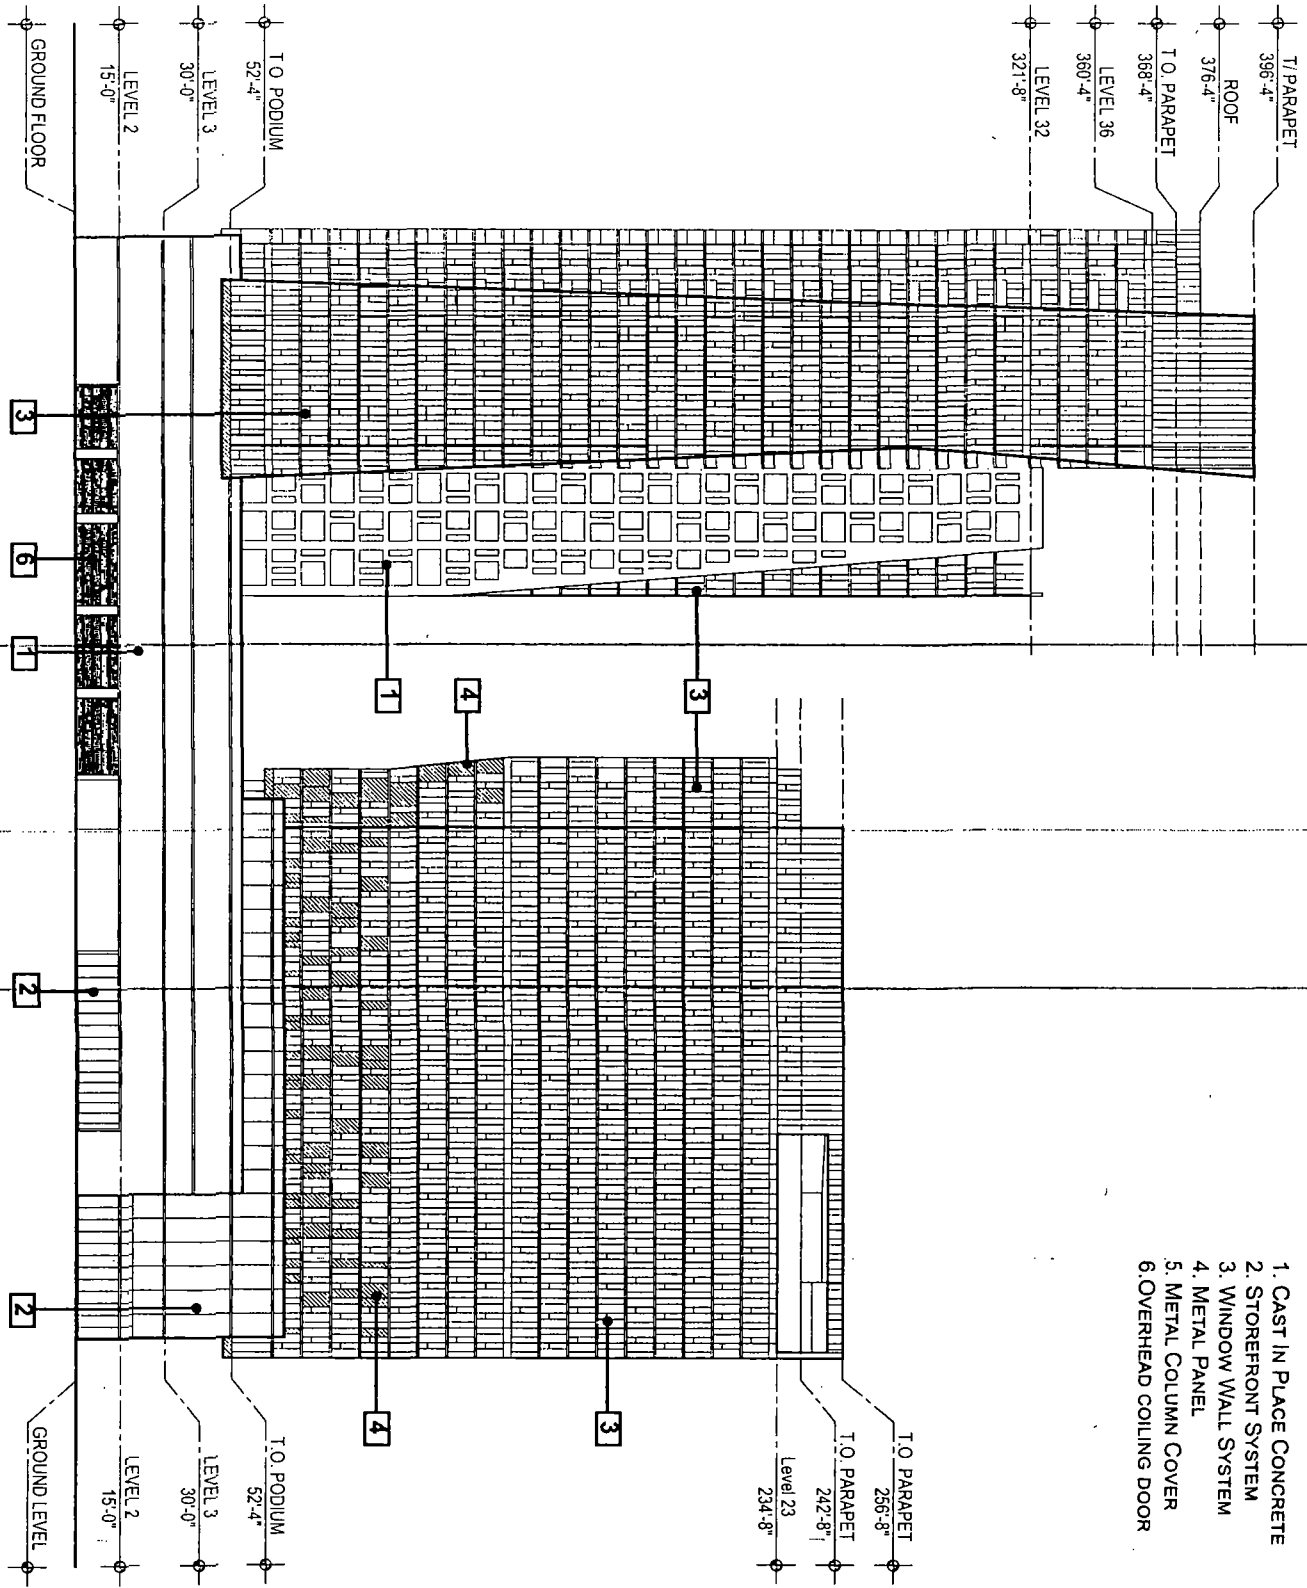 T/PARAPET
396'-4"
ROOF
376'-4"
T.O. PARAPET
368'-4"
LEVEL 36
360'-4"
LEVEL 32
321'-8"
T.O. PODIUM
52'-4"
LEVEL 3
30'-0"
LEVEL 2
15'-0"
GROUND FLOOR
3
6
1
2
2
1
4
3
4
3
1. CAST IN PLACE CONCRETE
2. STOREFRONT SYSTEM
3. WINDOW WALL SYSTEM
4. METAL PANEL
5. METAL COLUMN COVER
6.OVERHEAD COILING DOOR
T.O. PARAPET
256'-8"
T.O. PARAPET
242'-8"
Level 23
234'-8"
T.O. PODIUM
52'-4"
LEVEL 3
30'-0"
LEVEL 2
15'-0"
GROUND LEVEL